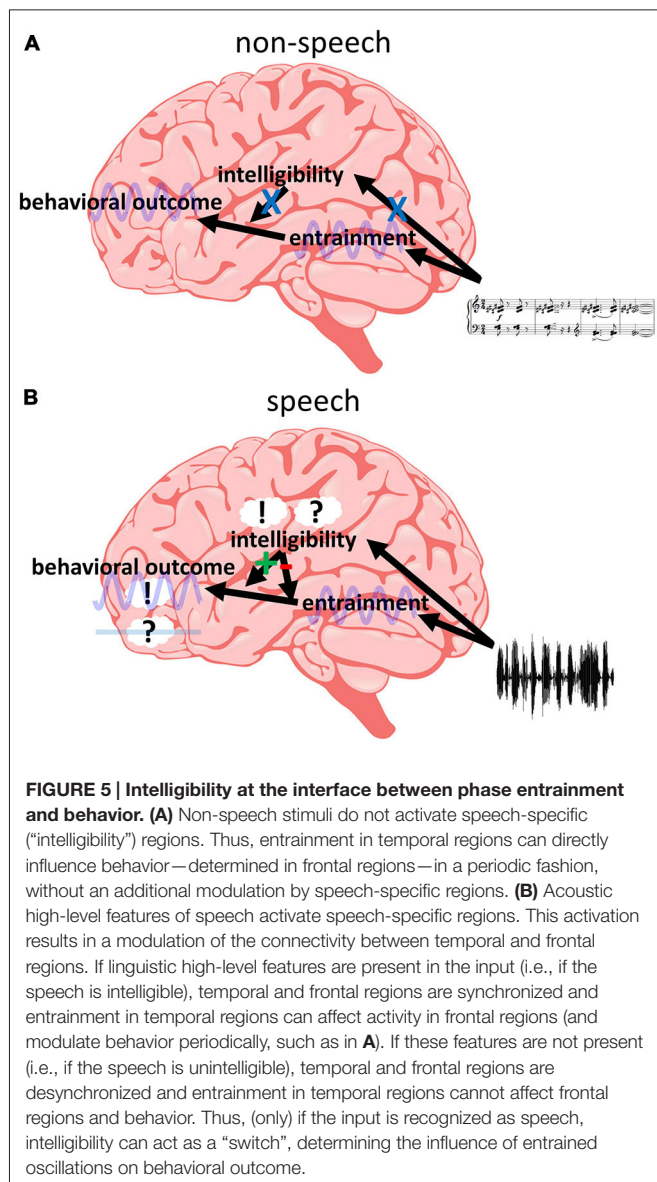 A
non-speech
intelligibility
X
X
behavioral outcome
entrainment
f
B
speech
! ?
intelligibility
+ -
behavioral outcome
!
entrainment
?
FIGURE 5 | Intelligibility at the interface between phase entrainment
and behavior. (A) Non-speech stimuli do not activate speech-specific
(“intelligibility”) regions. Thus, entrainment in temporal regions can directly
influence behavior—determined in frontal regions—in a periodic fashion,
without an additional modulation by speech-specific regions. (B) Acoustic
high-level features of speech activate speech-specific regions. This activation
results in a modulation of the connectivity between temporal and frontal
regions. If linguistic high-level features are present in the input (i.e., if the
speech is intelligible), temporal and frontal regions are synchronized and
entrainment in temporal regions can affect activity in frontal regions (and
modulate behavior periodically, such as in A). If these features are not present
(i.e., if the speech is unintelligible), temporal and frontal regions are
desynchronized and entrainment in temporal regions cannot affect frontal
regions and behavior. Thus, (only) if the input is recognized as speech,
intelligibility can act as a “switch”, determining the influence of entrained
oscillations on behavioral outcome.